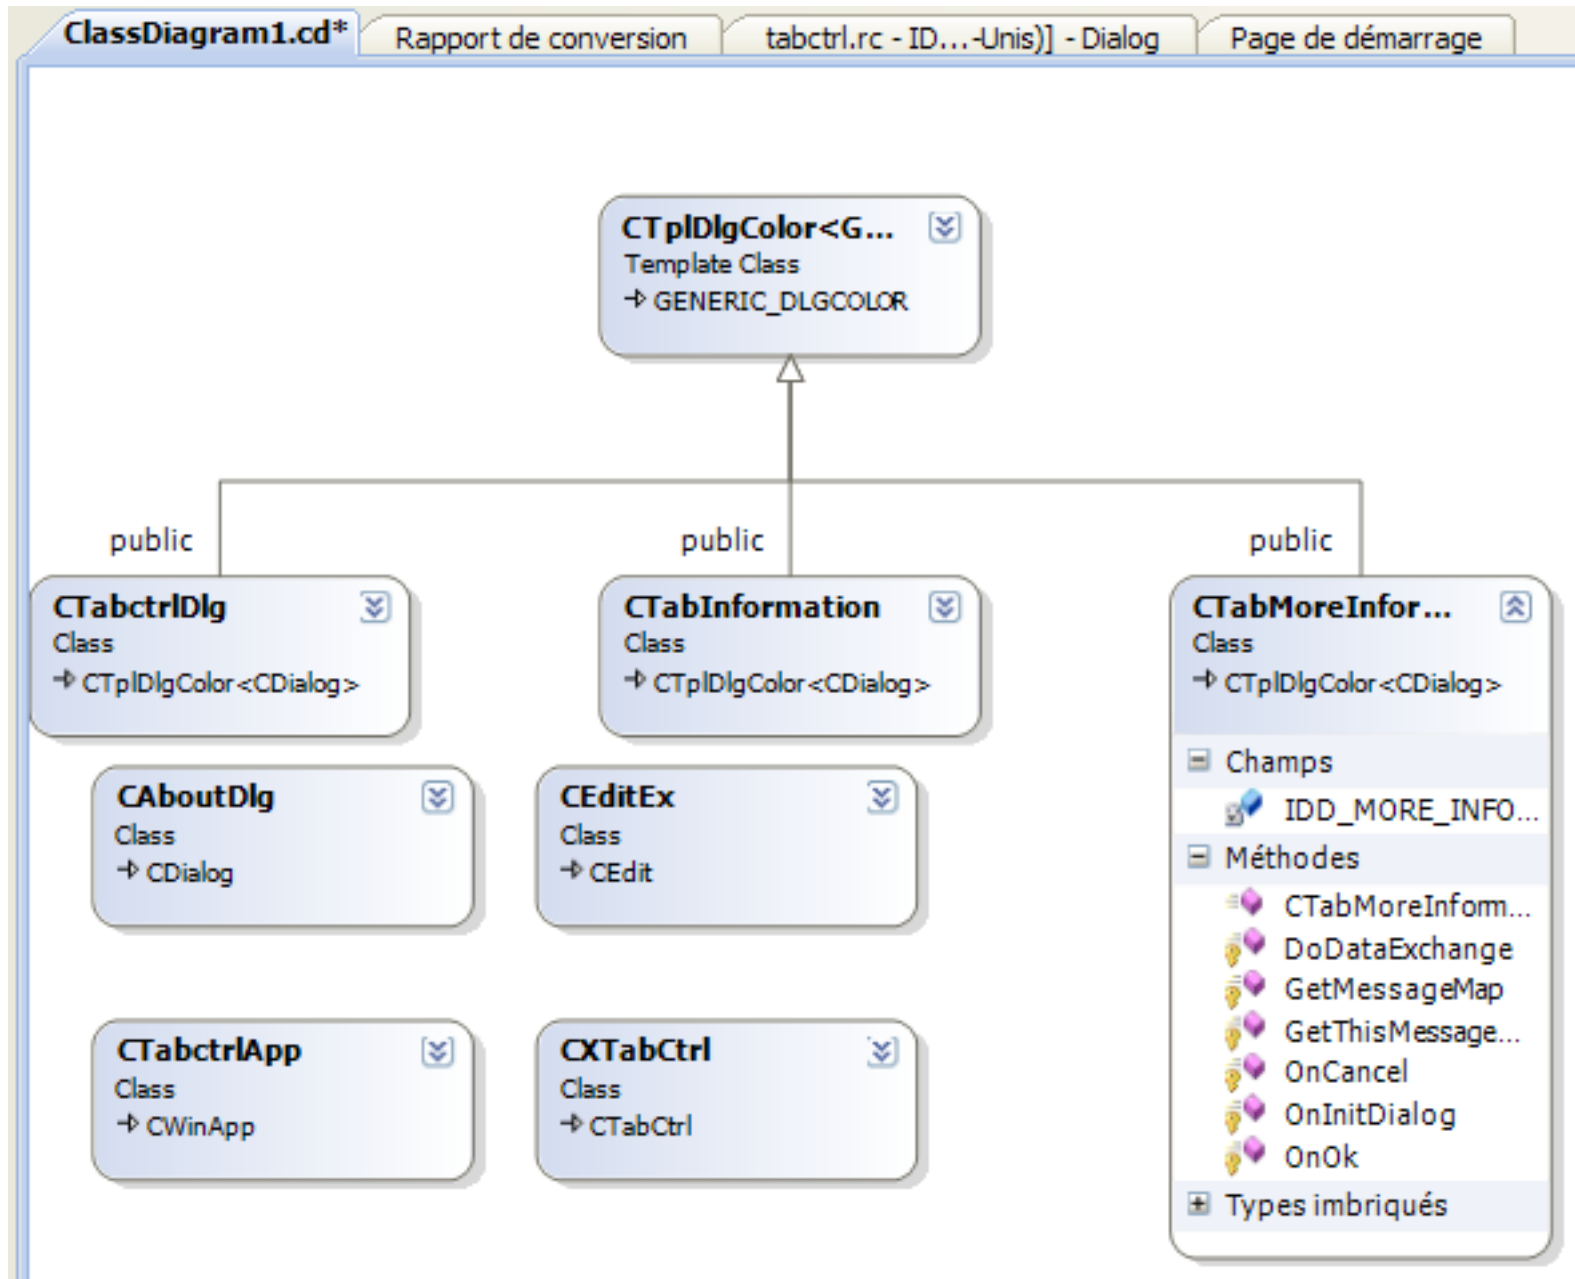 ClassDiagram1.cd*
Rapport de conversion
tabctrl.rc - ID...-Unis)] - Dialog
Page de démarrage
CTplDlgColor<G...
Template Class
GENERIC_DLGCOLOR
public
public
public
CTabctrlDlg
Class
CTplDlgColor<CDialog>
CTabInformation
Class
CTplDlgColor<CDialog>
CTabMoreInfor...
Class
CTplDlgColor<CDialog>
Champs
IDD_MORE_INFO...
Méthodes
CTabMoreInform...
DoDataExchange
GetMessageMap
GetThisMessage...
OnCancel
OnInitDialog
OnOk
Types imbriqués
CAboutDlg
Class
CDialog
CEditEx
Class
CEdit
CTabctrlApp
Class
CWinApp
CXTabCtrl
Class
CTabCtrl